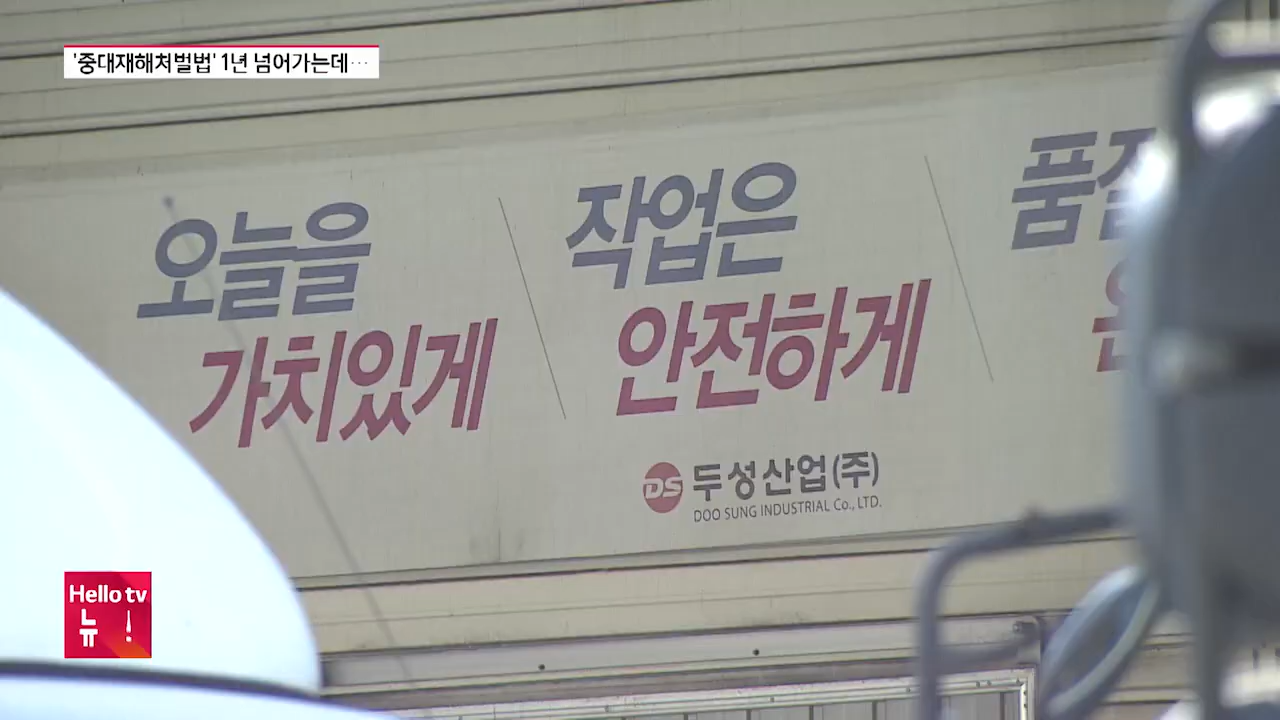 '중대재해처벌법' 1년 넘어가는데…
오늘을
가치있게
작업은
안전하게
DS 두성산업(주)
DOO SUNG INDUSTRIAL Co., LTD.
Hello tv
뉴 !